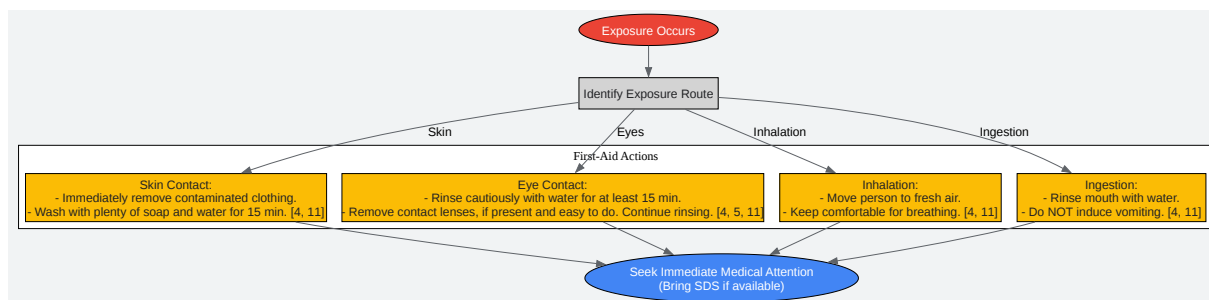 Exposure Occurs
Identify Exposure Route
Skin
Eyes
Inhalation
Ingestion
First-Aid Actions
Skin Contact:
- Immediately remove contaminated clothing.
- Wash with plenty of soap and water for 15 min. [4, 11]
Eye Contact:
- Rinse cautiously with water for at least 15 min.
- Remove contact lenses, if present and easy to do. Continue rinsing. [4, 5, 11]
Inhalation:
- Move person to fresh air.
- Keep comfortable for breathing. [4, 11]
Ingestion:
- Rinse mouth with water.
- Do NOT induce vomiting. [4, 11]
Seek Immediate Medical Attention
(Bring SDS if available)